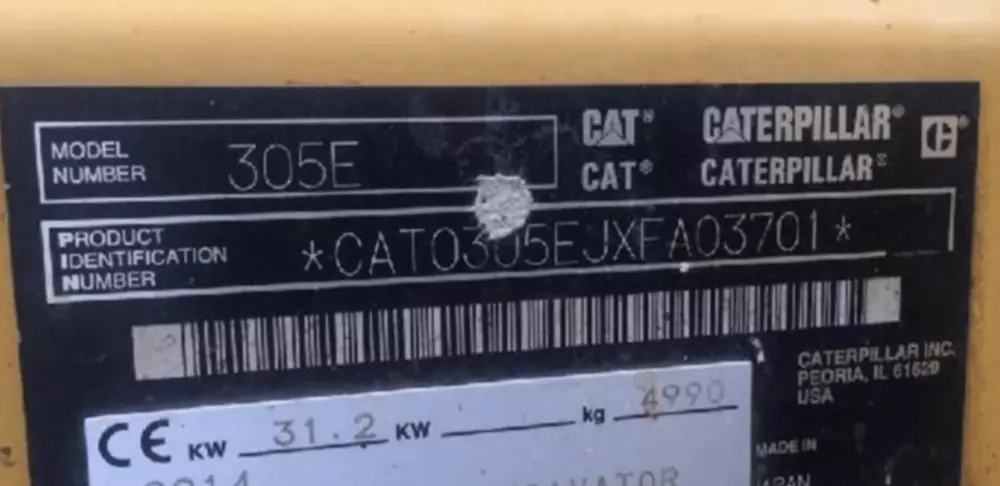 MODEL NUMBER 305E
CAT® CATERPILLAR®
CAT® CATERPILLAR®
PRODUCT IDENTIFICATION NUMBER *CAT0305EJXFA03701*
CATERPILLAR INC.
PEORIA, IL 61629
USA
CE KW 31.2 KW kg 4990
MADE IN